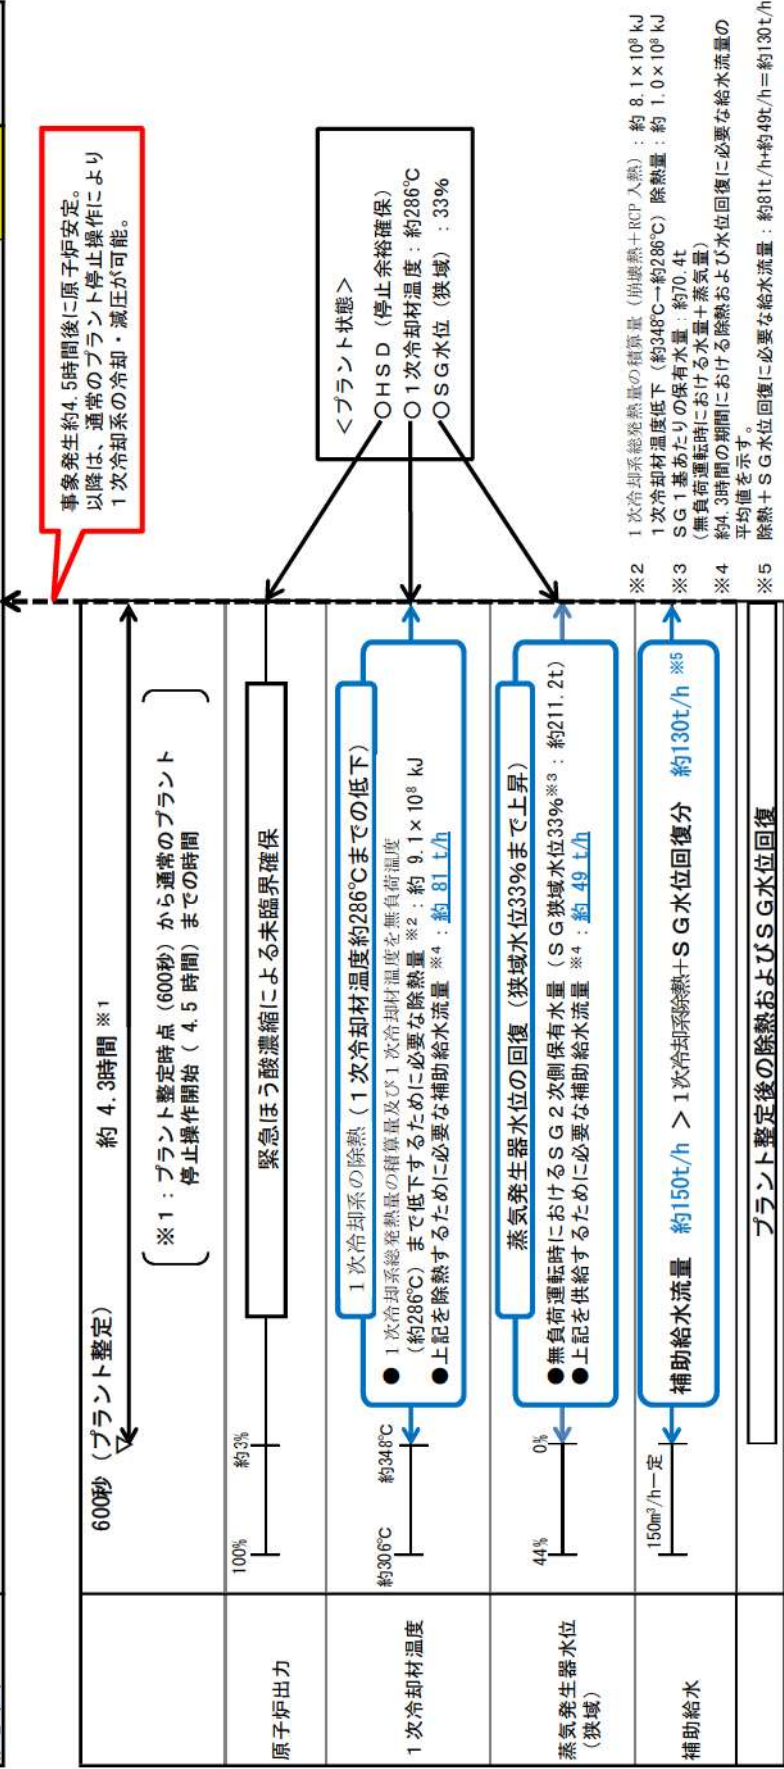 事象発生約4.5時間後に原子炉安定。
以降は、通常のプラント停止操作により
1次冷却系の冷却・減圧が可能。
600秒（プラント整定）
約 4.3時間 ※1
※1：プラント整定時点（600秒）から通常のプラント
停止操作開始（ 4.5 時間）までの時間
＜プラント状態＞
○HSD（停止余裕確保）
○1次冷却材温度：約286℃
○SG水位（狭域）：33%
原子炉出力
100%
約3%
緊急ほう酸濃縮による未臨界確保
1次冷却材温度
約306℃
約348℃
1次冷却系の除熱（1次冷却材温度約286℃までの低下）
● 1次冷却系総発熱量の積算量及び1次冷却材温度を無負荷温度
（約286℃）まで低下するために必要な除熱量 ※2：約 9.1×10⁸ kJ
●上記を除熱するために必要な補助給水流量 ※4：約 81 t/h
蒸気発生器水位
（狭域）
44%
0%
蒸気発生器水位の回復（狭域水位33%まで上昇）
●無負荷運転時におけるSG2次側保有水量（SG狭域水位33%※3：約211.2t）
●上記を供給するために必要な補助給水流量 ※4：約 49 t/h
補助給水
150m³/h一定
補助給水流量　約150t/h ＞ 1次冷却系除熱+SG水位回復分　約130t/h ※5
プラント整定後の除熱およびSG水位回復
※2　1次冷却系総発熱量の積算量（崩壊熱+RCP 入熱）：約 8.1×10⁸ kJ
1次冷却材温度低下（約348℃→約286℃）除熱量：約 1.0×10⁸ kJ
※3　SG1基あたりの保有水量：約70.4t
（無負荷運転時における水量＋蒸気量）
※4　約4.3時間の期間における除熱および水位回復に必要な給水流量の
平均値を示す。
※5　除熱＋SG水位回復に必要な給水流量：約81t/h+約49t/h＝約130t/h